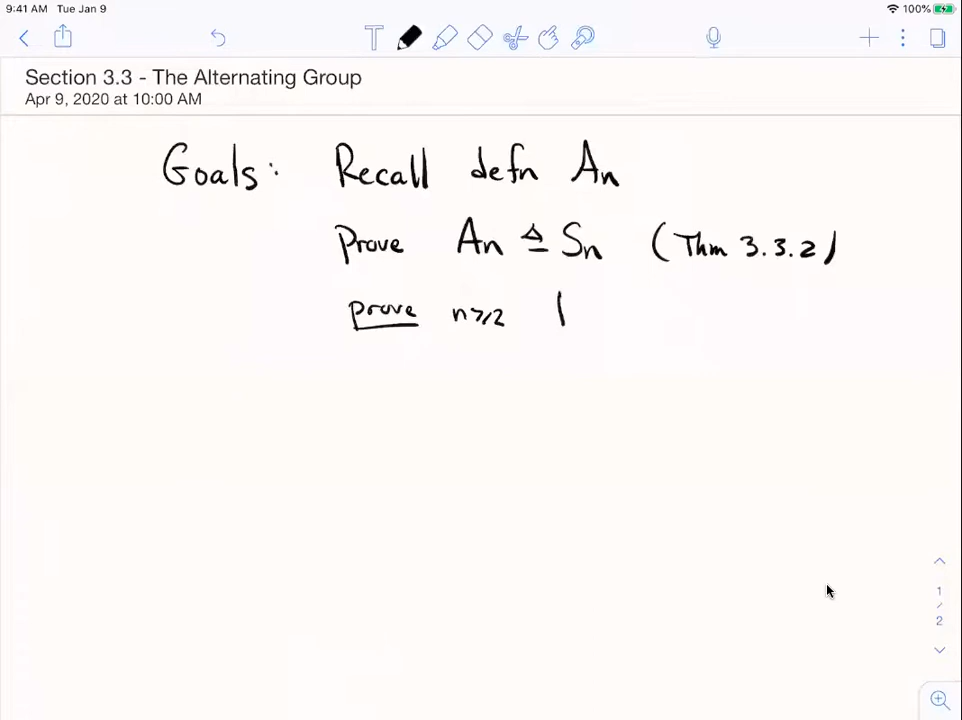 9:41 AM Tue Jan 9
100%
T
Section 3.3 - The Alternating Group
Apr 9, 2020 at 10:00 AM
Goals: Recall defn An
Prove An ⊴ Sn (Thm 3.3.2)
prove n≥2 |
1
/
2